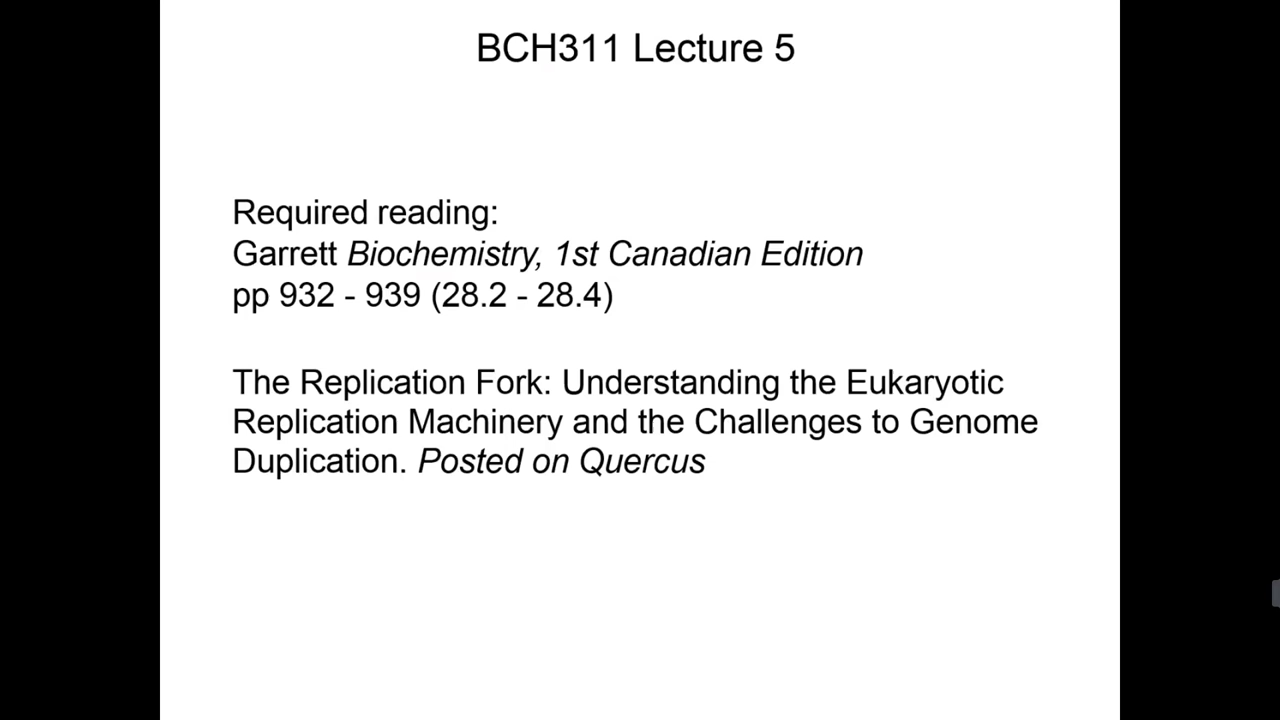 BCH311 Lecture 5
Required reading:
Garrett Biochemistry, 1st Canadian Edition
pp 932 - 939 (28.2 - 28.4)
The Replication Fork: Understanding the Eukaryotic
Replication Machinery and the Challenges to Genome
Duplication. Posted on Quercus